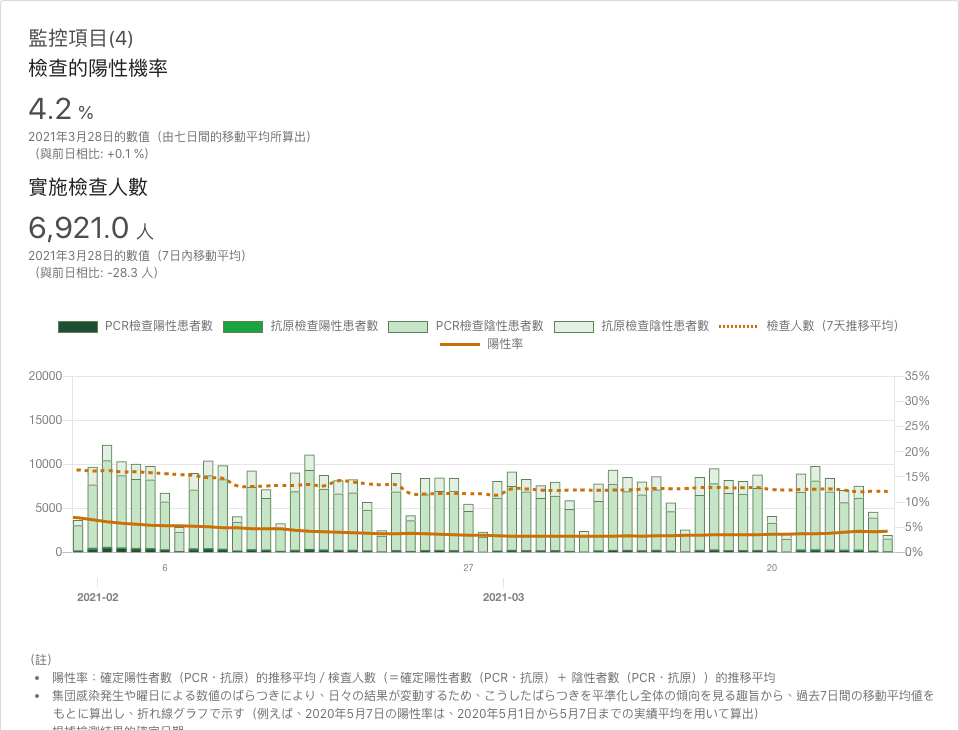 監控項目(4)
檢查的陽性機率
4.2 %
2021年3月28日的數值（由七日間的移動平均所算出）
（與前日相比: +0.1 %）
實施檢查人數
6,921.0 人
2021年3月28日的數值（7日內移動平均）
（與前日相比: -28.3 人）
PCR檢查陽性患者數 抗原檢查陽性患者數 PCR檢查陰性患者數 抗原檢查陰性患者數 檢查人數（7天推移平均）
陽性率
20000 35%
30%
15000 25%
20%
10000 15%
10%
5000 5%
0 0%
6 27 20
2021-02 2021-03
（註）
• 陽性率：確定陽性者數（PCR・抗原）的推移平均 / 検査人數（＝確定陽性者數（PCR・抗原）＋ 陰性者數（PCR・抗原））的推移平均
• 集団感染発生や曜日による数値のばらつきにより、日々の結果が変動するため、こうしたばらつきを平準化し全体の傾向を見る趣旨から、過去7日間の移動平均値を
もとに算出し、折れ線グラフで示す（例えば、2020年5月7日の陽性率は、2020年5月1日から5月7日までの実績平均を用いて算出）